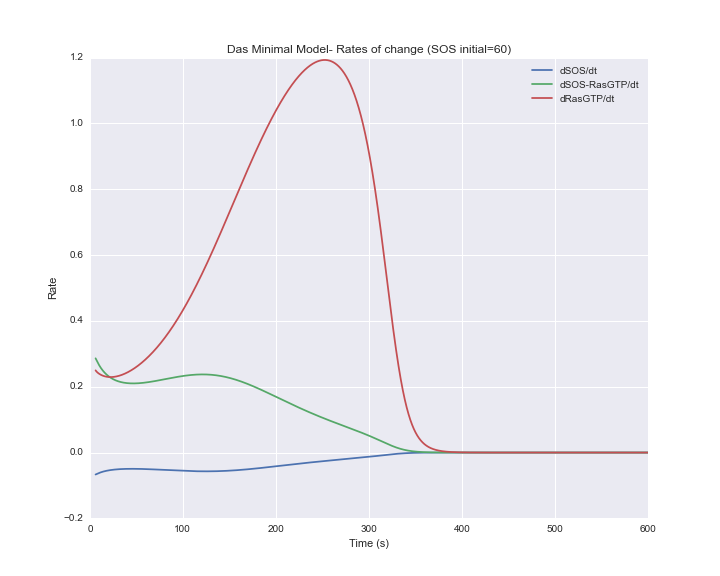 Das Minimal Model- Rates of change (SOS initial=60)
dSOS/dt
dSOS-RasGTP/dt
dRasGTP/dt
1.2
1.0
0.8
0.6
0.4
0.2
0.0
−0.2
Rate
0 100 200 300 400 500 600
Time (s)